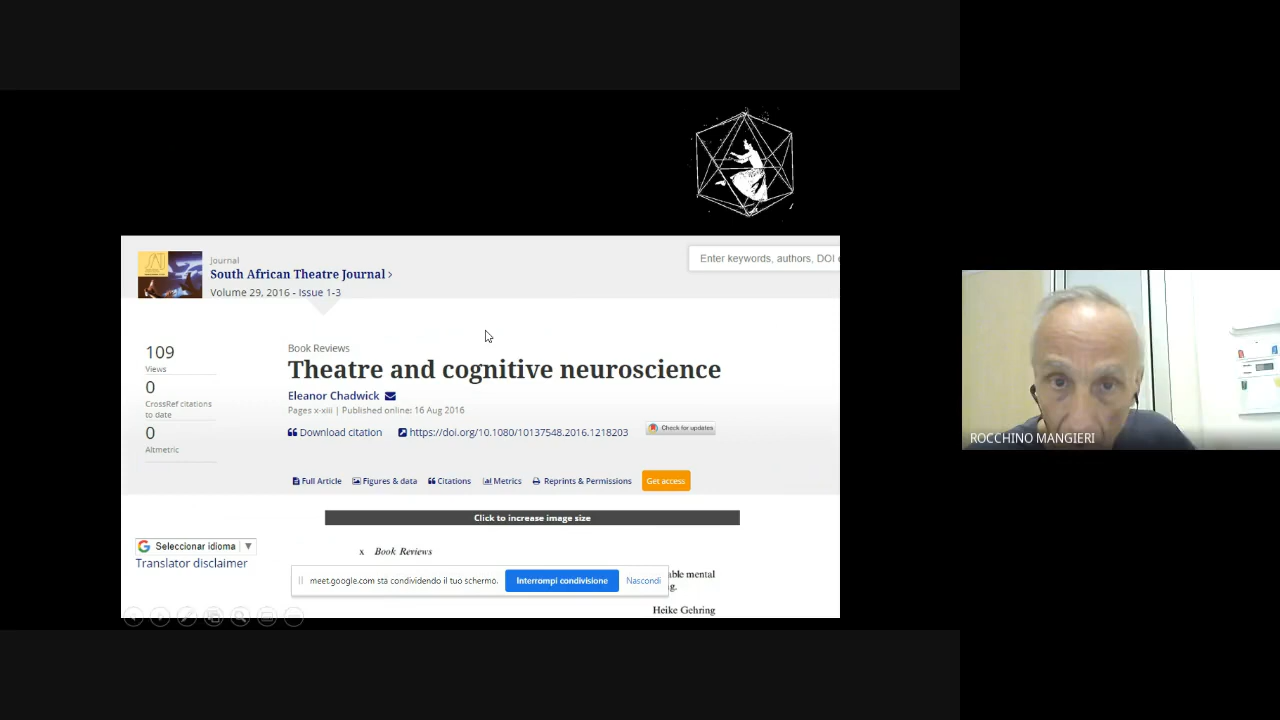 Journal
South African Theatre Journal >
Volume 29, 2016 - Issue 1-3
Enter keywords, authors, DOI
109
Views
0
CrossRef citations
to date
0
Altmetric
Book Reviews
Theatre and cognitive neuroscience
Eleanor Chadwick
Pages x-xiii | Published online: 16 Aug 2016
Download citation
https://doi.org/10.1080/10137548.2016.1218203
Check for updates
Full Article
Figures & data
Citations
Metrics
Reprints & Permissions
Get access
Click to increase image size
G Seleccionar idioma ▼
Translator disclaimer
x Book Reviews
meet.google.com sta condividendo il tuo schermo.
Interrompi condivisione
Nascondi
mental
Heike Gehring
ROCCHINO MANGIERI